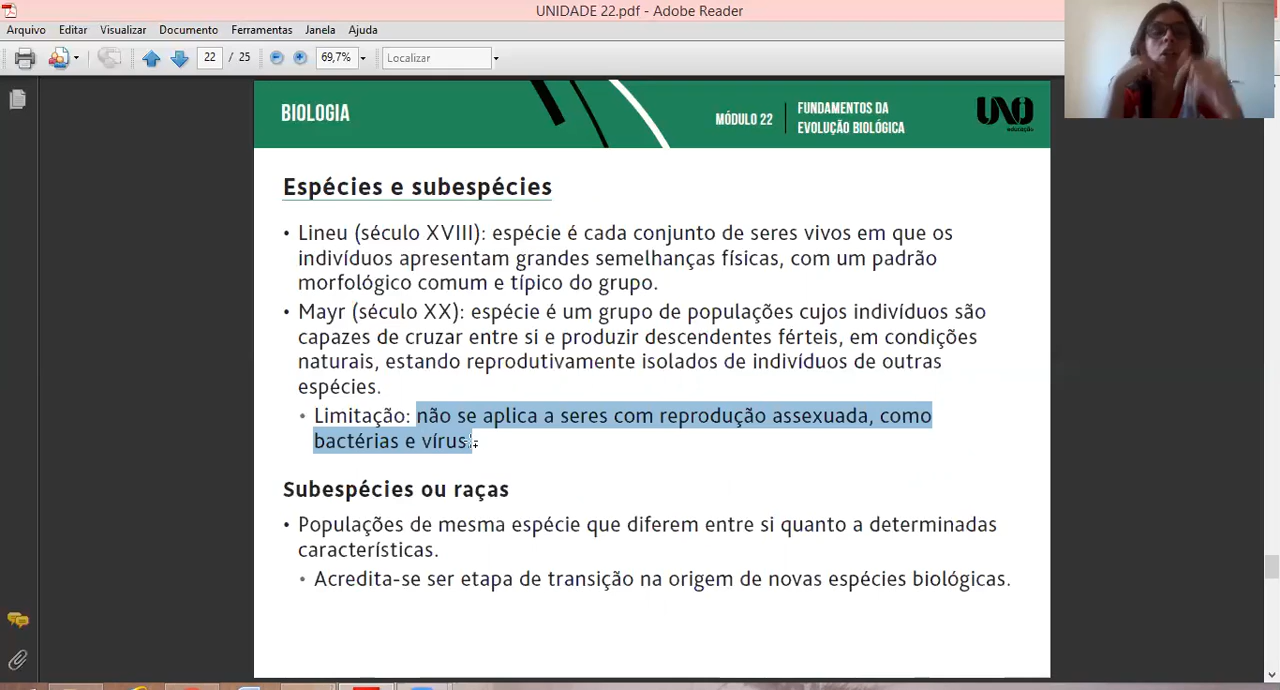 UNIDADE 22.pdf - Adobe Reader
Arquivo Editar Visualizar Documento Ferramentas Janela Ajuda
22 / 25 69,7% Localizar
BIOLOGIA
MÓDULO 22
FUNDAMENTOS DA
EVOLUÇÃO BIOLÓGICA
UNO
educação
Espécies e subespécies
• Lineu (século XVIII): espécie é cada conjunto de seres vivos em que os
indivíduos apresentam grandes semelhanças físicas, com um padrão
morfológico comum e típico do grupo.
• Mayr (século XX): espécie é um grupo de populações cujos indivíduos são
capazes de cruzar entre si e produzir descendentes férteis, em condições
naturais, estando reprodutivamente isolados de indivíduos de outras
espécies.
• Limitação: não se aplica a seres com reprodução assexuada, como
bactérias e vírus.
Subespécies ou raças
• Populações de mesma espécie que diferem entre si quanto a determinadas
características.
• Acredita-se ser etapa de transição na origem de novas espécies biológicas.